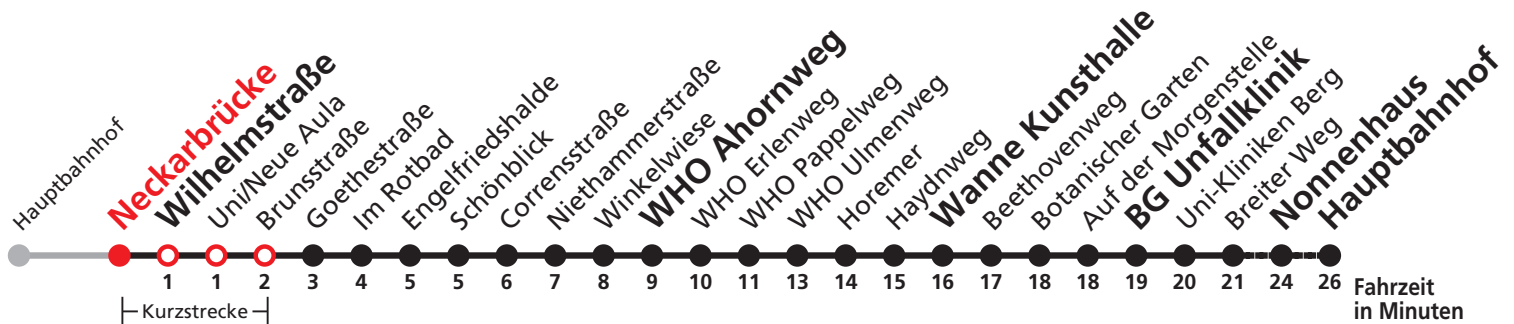 Hauptbahnhof
Neckarbrücke
Wilhelmstraße
Uni/Neue Aula
Brunsstraße
Goethestraße
Im Rotbad
Engelfriedshalde
Schönblick
Corrensstraße
Niethammerstraße
Winkelwiese
WHO Ahornweg
WHO Erlenweg
WHO Pappelweg
WHO Ulmenweg
Horemer
Haydnweg
Wanne Kunsthalle
Beethovenweg
Botanischer Garten
Auf der Morgenstelle
BG Unfallklinik
Uni-Kliniken Berg
Breiter Weg
Nonnenhaus
Hauptbahnhof
1 1 2 3 4 5 5 6 7 8 9 10 11 13 14 15 16 17 18 18 19 20 21 24 26 Fahrzeit
in Minuten
Kurzstrecke